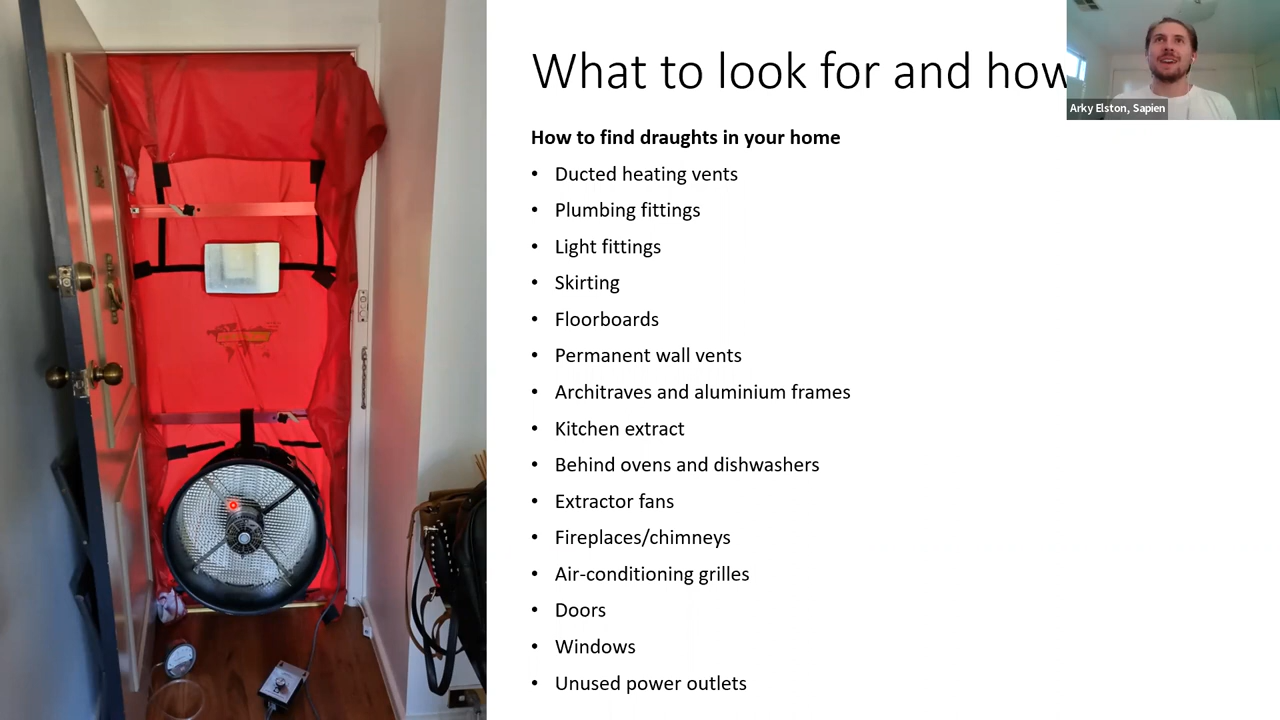 What to look for and how
Arky Elston, Sapien
How to find draughts in your home
• Ducted heating vents
• Plumbing fittings
• Light fittings
• Skirting
• Floorboards
• Permanent wall vents
• Architraves and aluminium frames
• Kitchen extract
• Behind ovens and dishwashers
• Extractor fans
• Fireplaces/chimneys
• Air-conditioning grilles
• Doors
• Windows
• Unused power outlets